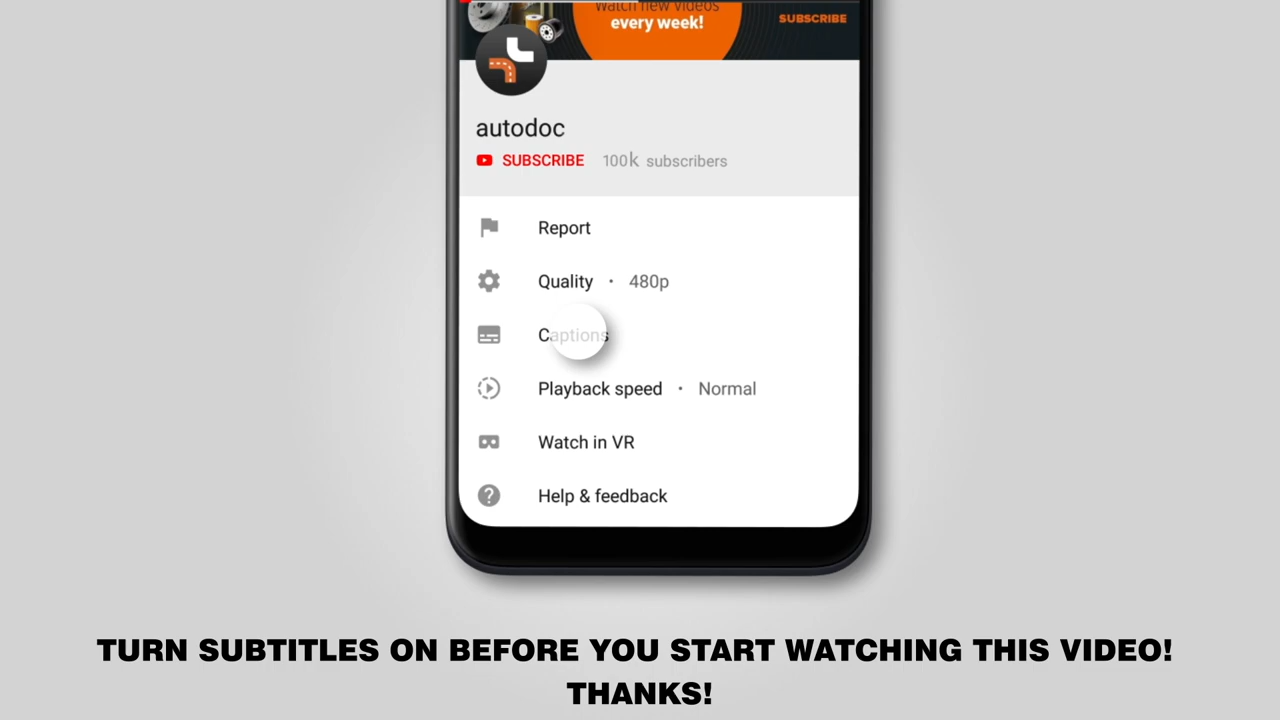 Watch new videos
every week!
SUBSCRIBE
autodoc
SUBSCRIBE 100k subscribers
Report
Quality • 480p
Captions
Playback speed • Normal
Watch in VR
Help & feedback
TURN SUBTITLES ON BEFORE YOU START WATCHING THIS VIDEO!
THANKS!